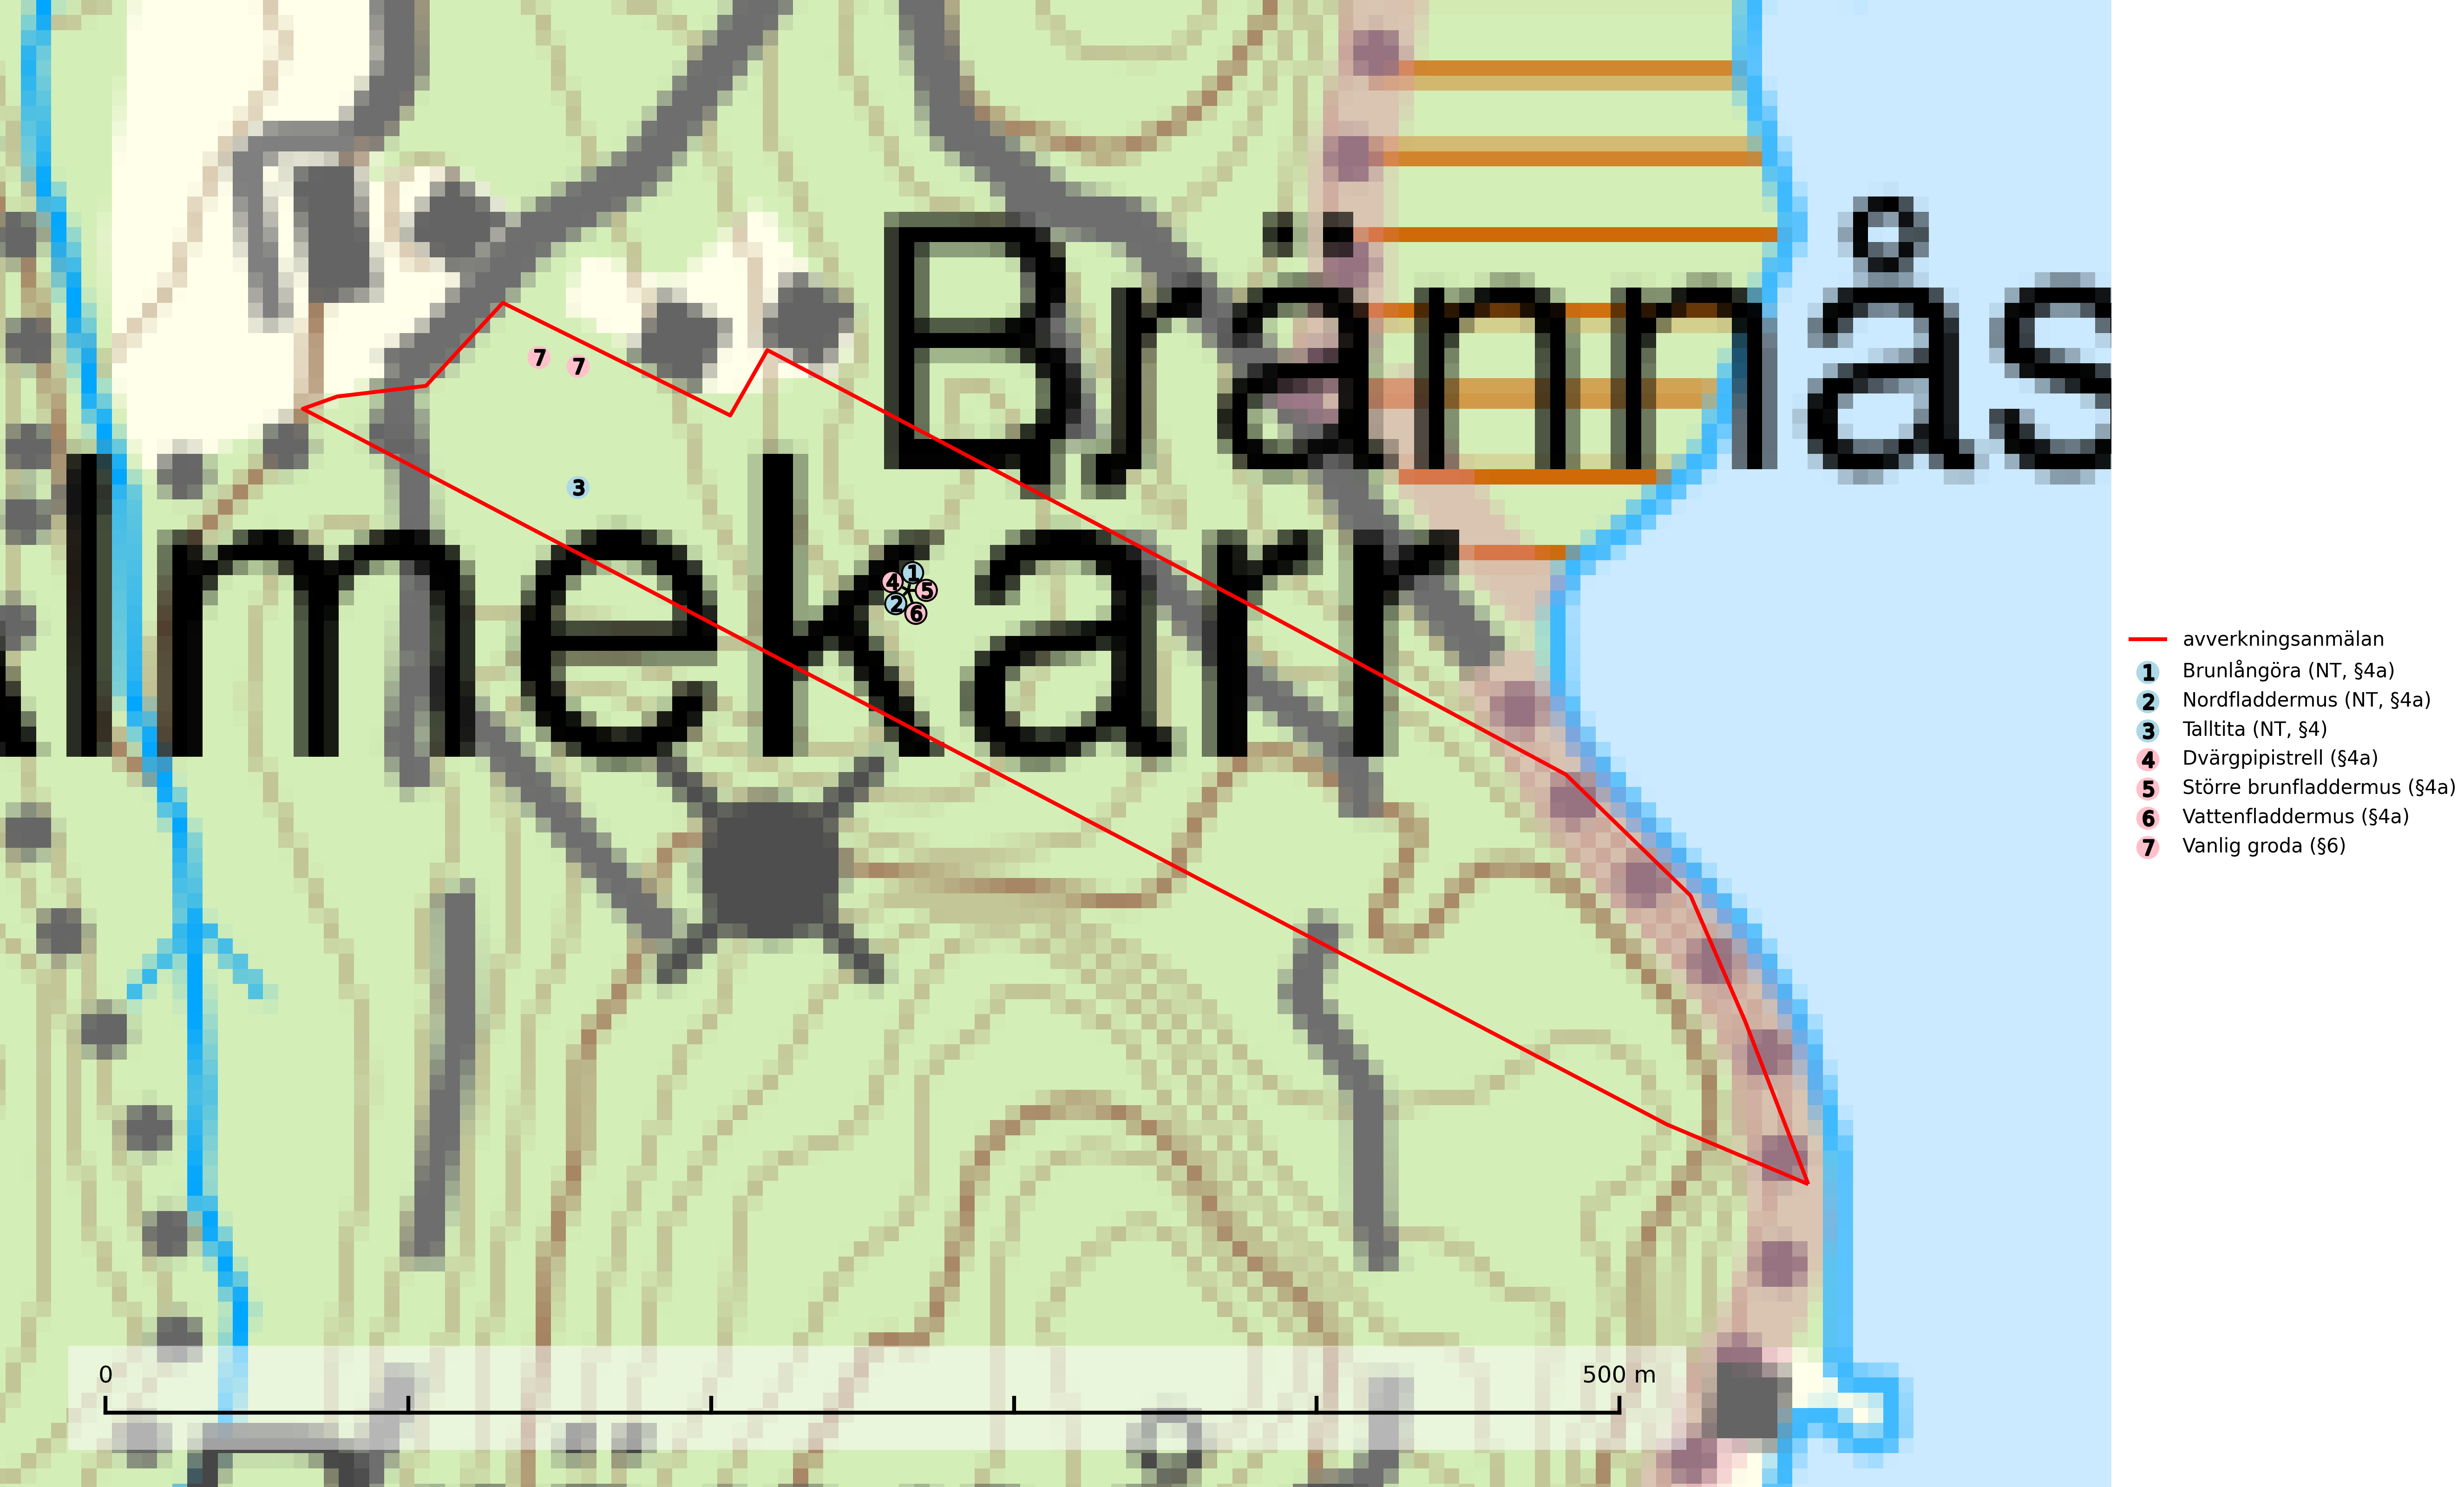 Brännås
lmekarr
7
7
3
1
4
5
2
6
0
500 m
avverkningsanmälan
1 Brunlångöra (NT, §4a)
2 Nordfladdermus (NT, §4a)
3 Talltita (NT, §4)
4 Dvärgpipistrell (§4a)
5 Större brunfladdermus (§4a)
6 Vattenfladdermus (§4a)
7 Vanlig groda (§6)